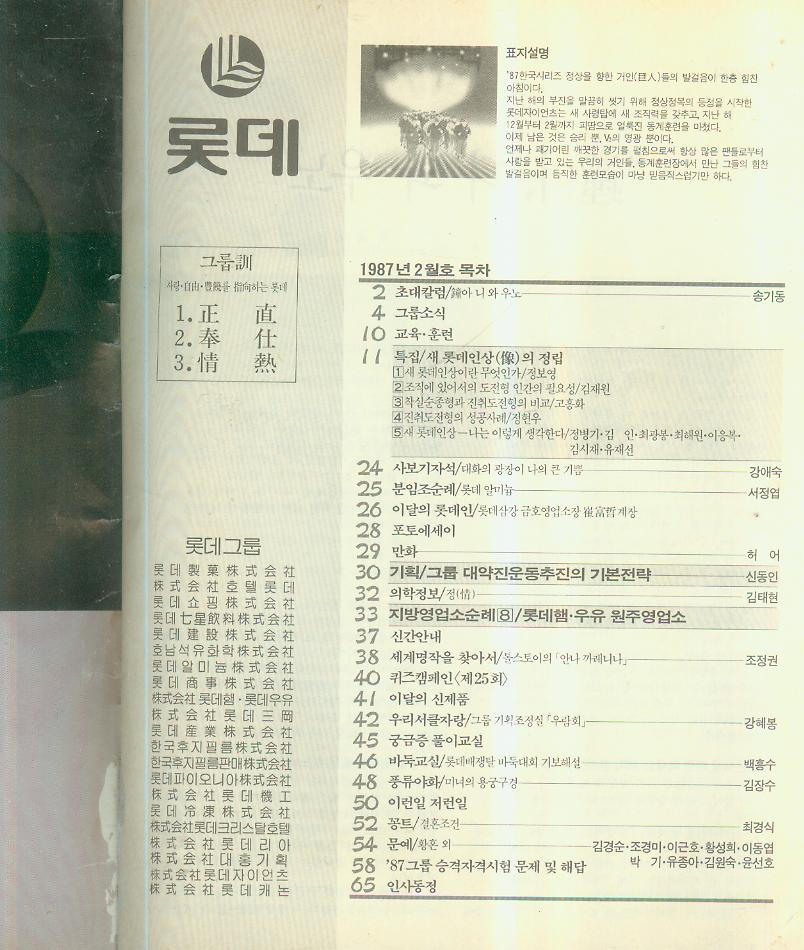 롯데
그룹訓
사랑·自由·豊饒를 指向하는 롯데
1. 正 直
2. 奉 仕
3. 情 熱
롯데그룹
롯데製菓株式会社
株式会社호텔롯데
롯데쇼핑株式会社
롯데七星飮料株式会社
롯데建設株式会社
호남석유화학株式会社
롯데알미늄株式会社
롯데商事株式会社
株式会社롯데햄·롯데우유
株式会社롯데三岡
롯데産業株式会社
한국후지필름株式会社
한국후지필름판매株式会社
롯데파이오니아株式会社
株式会社롯데機工
롯데冷凍株式会社
株式会社롯데크리스탈호텔
株式会社롯데리아
株式会社대홍기획
株式会社롯데자이언츠
株式会社롯데캐논
표지설명
'87한국시리즈 정상을 향한 거인(巨人)들의 발걸음이 한층 힘찬
아침이다.
지난 해의 부진을 말끔히 씻기 위해 정상정복의 등정을 시작한
롯데자이언츠는 새 사령탑에 새 조직력을 갖추고, 지난 해
12월부터 2월까지 피땀으로 얼룩진 동계훈련을 마쳤다.
이제 남은 것은 승리 뿐, V₂의 영광 뿐이다.
언제나 패기어린 깨끗한 경기를 펼침으로써 항상 많은 팬들로부터
사랑을 받고 있는 우리의 거인들, 동계훈련장에서 만난 그들의 힘찬
발걸음이며 듬직한 훈련모습이 마냥 믿음직스럽기만 하다.
1987년 2월호 목차
2 초대칼럼/鐘아 니 와 우노 송기동
4 그룹소식
10 교육·훈련
11 특집/새 롯데인상(像)의 정립
1 새 롯데인상이란 무엇인가/정보영
2 조직에 있어서의 도전형 인간의 필요성/김재원
3 착실순종형과 진취도전형의 비교/고흥화
4 진취도전형의 성공사례/정현우
5 새 롯데인상—나는 이렇게 생각한다/정병기·김 인·최광봉·최해원·이응복·
김시재·유재선
24 사보기자석/대화의 광장이 나의 큰 기쁨 강애숙
25 분임조순례/롯데 알미늄 서정엽
26 이달의 롯데인/롯데삼강 금호영업소장 崔富哲 계장
28 포토에세이
29 만화 허 어
30 기획/그룹 대약진운동추진의 기본전략 신동인
32 의학정보/정(情) 김태현
33 지방영업소순례8/롯데햄·우유 원주영업소
37 신간안내
38 세계명작을 찾아서/톨스토이의 「안나 까레니나」 조정권
40 퀴즈캠페인〈제25회〉
41 이달의 신제품
42 우리서클자랑/그룹 기획조정실 「우람회」 강혜봉
45 궁금증 풀이교실
46 바둑교실/롯데배쟁탈 바둑대회 기보해설 백흥수
48 풍류야화/미녀의 용궁구경 김장수
50 이런일 저런일
52 꽁트/결혼조건 최경식
54 문예/황혼 외 김경순·조경미·이근호·황성희·이동엽
박 기·유종아·김원숙·윤선호
58 '87그룹 승격자격시험 문제 및 해답
65 인사동정